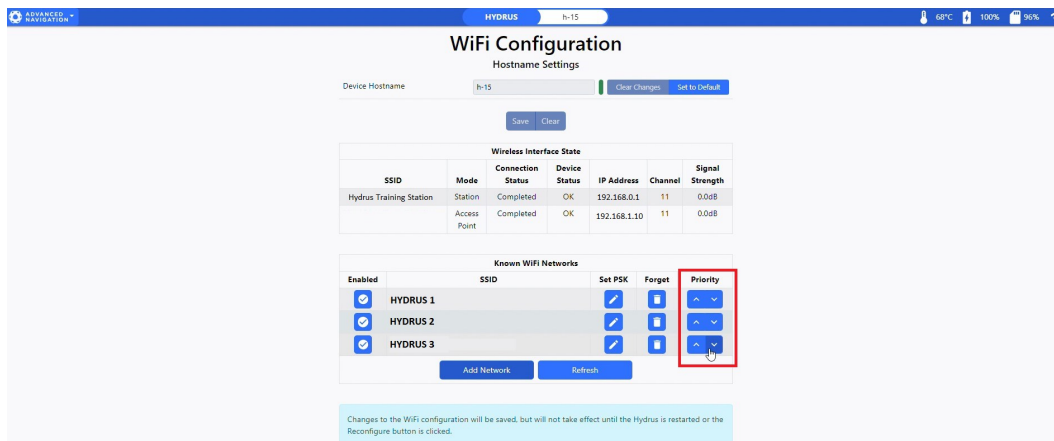 ADVANCED
NAVIGATION
HYDRUS h-15 68°C 100% 96%
WiFi Configuration
Hostname Settings
Device Hostname h-15 Clear Changes Set to Default
Save Clear
Wireless Interface State
SSID Mode Connection Status Device Status IP Address Channel Signal Strength
Hydrus Training Station Station Completed OK 192.168.0.1 11 0.0dB
Access Point Completed OK 192.168.1.10 11 0.0dB
Known WiFi Networks
Enabled SSID Set PSK Forget Priority
HYDRUS 1
HYDRUS 2
HYDRUS 3
Add Network Refresh
Changes to the WiFi configuration will be saved, but will not take effect until the Hydrus is restarted or the
Reconfigure button is clicked.